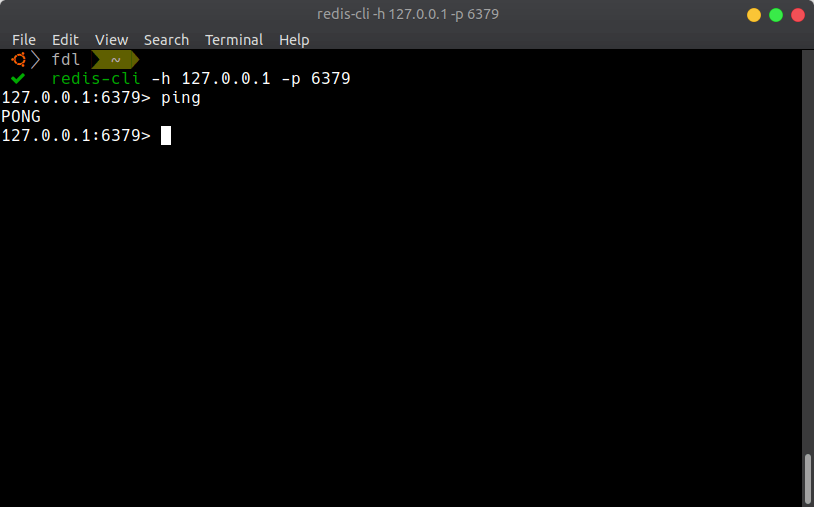 redis-cli -h 127.0.0.1 -p 6379
File Edit View Search Terminal Help
fdl ~
✔ redis-cli -h 127.0.0.1 -p 6379
127.0.0.1:6379> ping
PONG
127.0.0.1:6379>